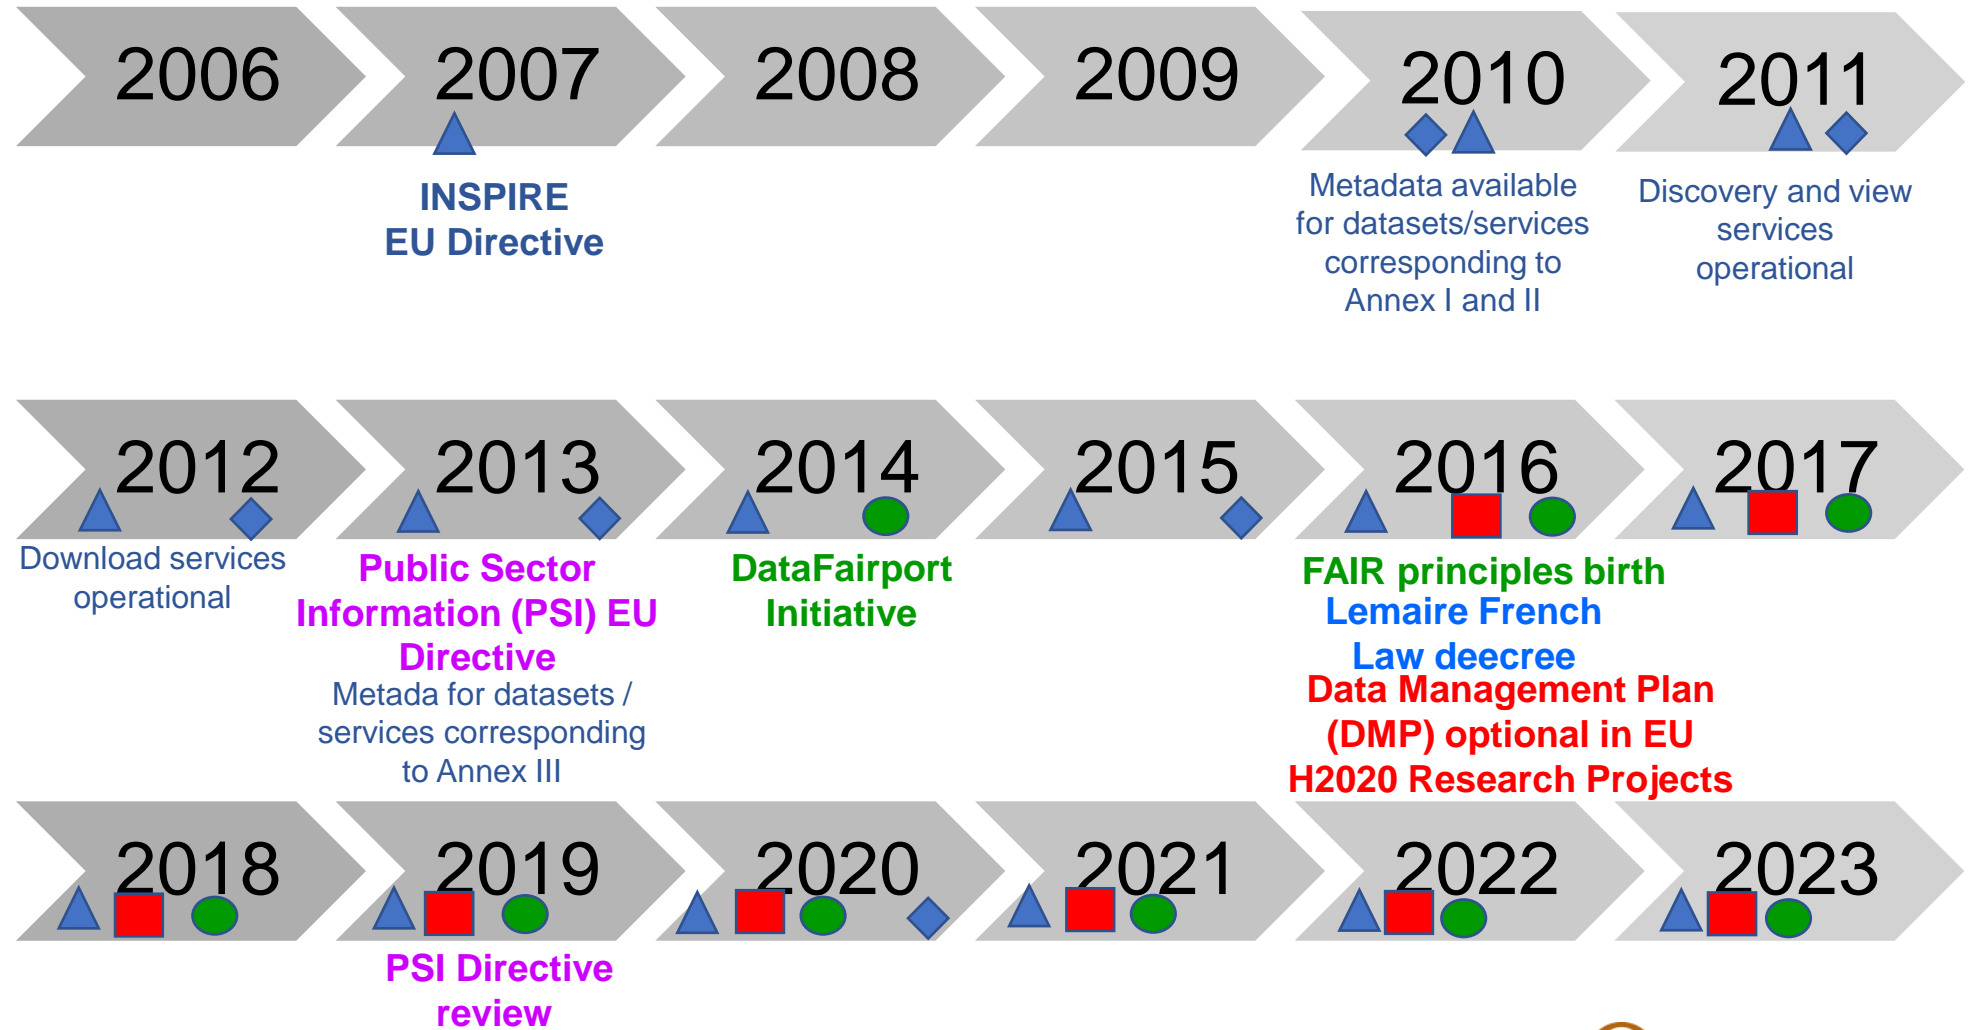 2006
2007
2008
2009
2010
2011
INSPIRE
EU Directive
Metadata available
for datasets/services
corresponding to
Annex I and II
Discovery and view
services
operational
2012
2013
2014
2015
2016
2017
Download services
operational
Public Sector
Information (PSI) EU
Directive
Metada for datasets /
services corresponding
to Annex III
DataFairport
Initiative
FAIR principles birth
Lemaire French
Law deecree
Data Management Plan
(DMP) optional in EU
H2020 Research Projects
2018
2019
2020
2021
2022
2023
PSI Directive
review